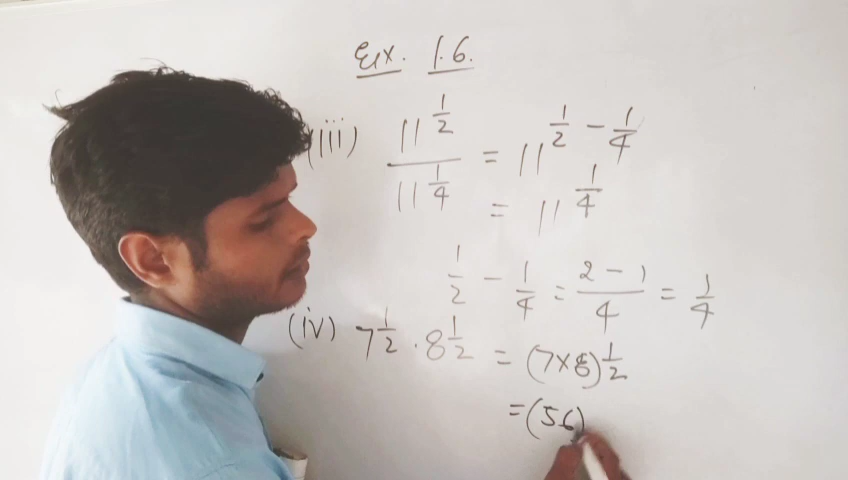 Ex. 1.6.
(iii) 11^{1/2} / 11^{1/4} = 11^{1/2 - 1/4}
= 11^{1/4}
1/2 - 1/4 = (2 - 1)/4 = 1/4
(iv) 7^{1/2} . 8^{1/2} = (7×8)^{1/2}
= (56)